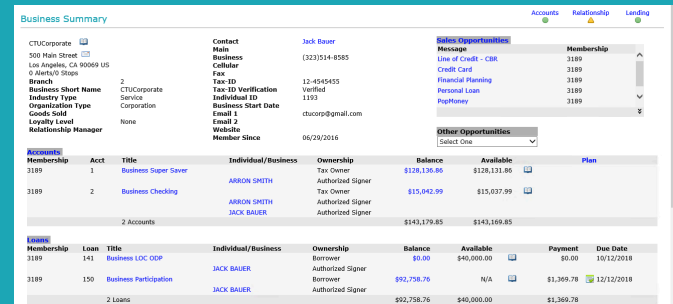 Business Summary
Accounts Relationship Lending
CTUCorporate
500 Main Street
Los Angeles, CA 90069 US
0 Alerts/0 Stops
Branch 2
Business Short Name CTUCorporate
Industry Type Service
Organization Type Corporation
Goods Sold
Loyalty Level None
Relationship Manager
Contact Jack Bauer
Main
Business (323)514-8585
Cellular
Fax
Tax-ID 12-4545455
Tax-ID Verification Verified
Individual ID 1193
Business Start Date
Email 1 ctucorp@gmail.com
Email 2
Website
Member Since 06/29/2016
Sales Opportunities
Message Membership
Line of Credit - CBR 3189
Credit Card 3189
Financial Planning 3189
Personal Loan 3189
PopMoney 3189
Other Opportunities
Select One
Accounts
Membership Acct Title Individual/Business Ownership Balance Available Plan
3189 1 Business Super Saver Tax Owner $128,136.86 $128,131.86
ARRON SMITH Authorized Signer
3189 2 Business Checking Tax Owner $15,042.99 $15,037.99
ARRON SMITH Authorized Signer
JACK BAUER Authorized Signer
2 Accounts $143,179.85 $143,169.85
Loans
Membership Loan Title Individual/Business Ownership Balance Available Payment Due Date
3189 141 Business LOC ODP Borrower $0.00 $40,000.00 $0.00 10/12/2018
JACK BAUER Authorized Signer
3189 150 Business Participation Borrower $92,758.76 N/A $1,369.78 12/12/2018
JACK BAUER Authorized Signer
2 Loans $92,758.76 $40,000.00 $1,369.78